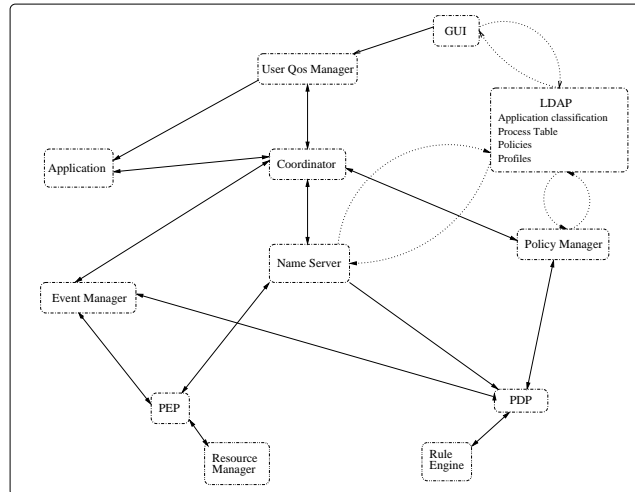 GUI
User Qos Manager
LDAP
Application classification
Process Table
Policies
Profiles
Application
Coordinator
Policy Manager
Name Server
Event Manager
PDP
PEP
Resource
Manager
Rule
Engine